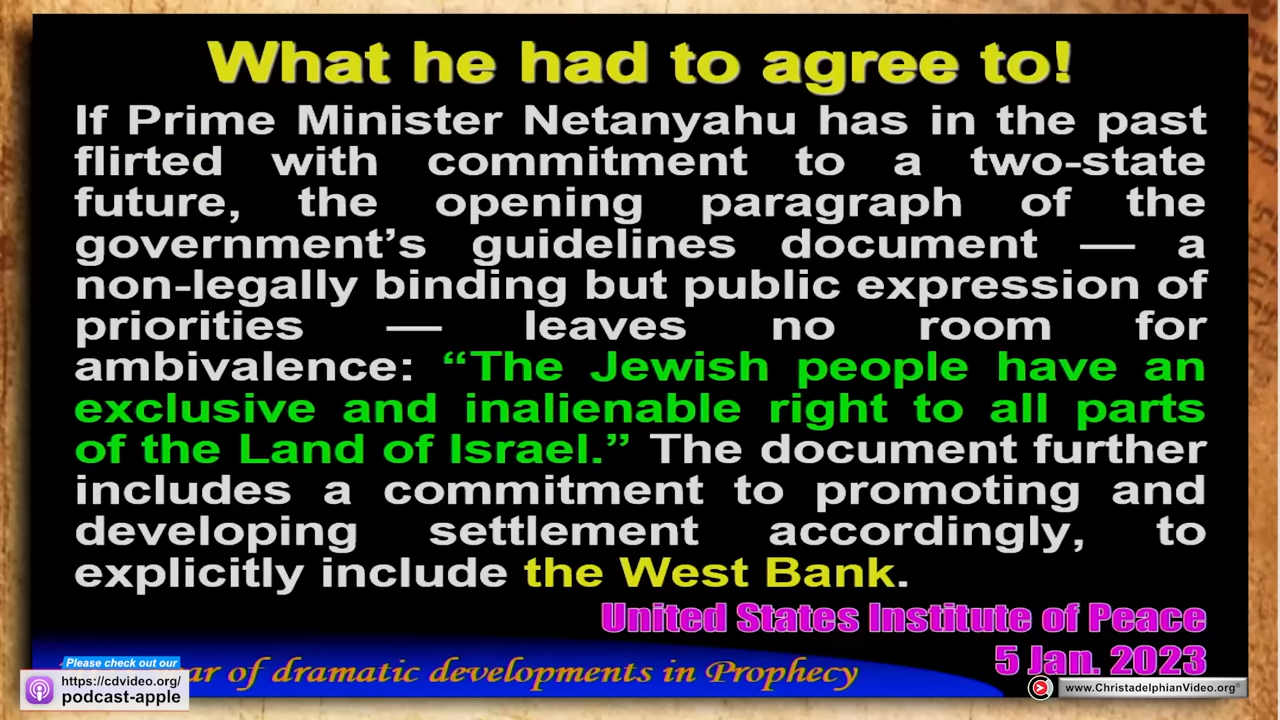 What he had to agree to!
If Prime Minister Netanyahu has in the past
flirted with commitment to a two-state
future, the opening paragraph of the
government’s guidelines document — a
non-legally binding but public expression of
priorities — leaves no room for
ambivalence: “The Jewish people have an
exclusive and inalienable right to all parts
of the Land of Israel.” The document further
includes a commitment to promoting and
developing settlement accordingly, to
explicitly include the West Bank.
United States Institute of Peace
5 Jan. 2023
ar of dramatic developments in Prophecy
Please check out our
https://cdvideo.org/
podcast-apple
www.ChristadelphianVideo.org